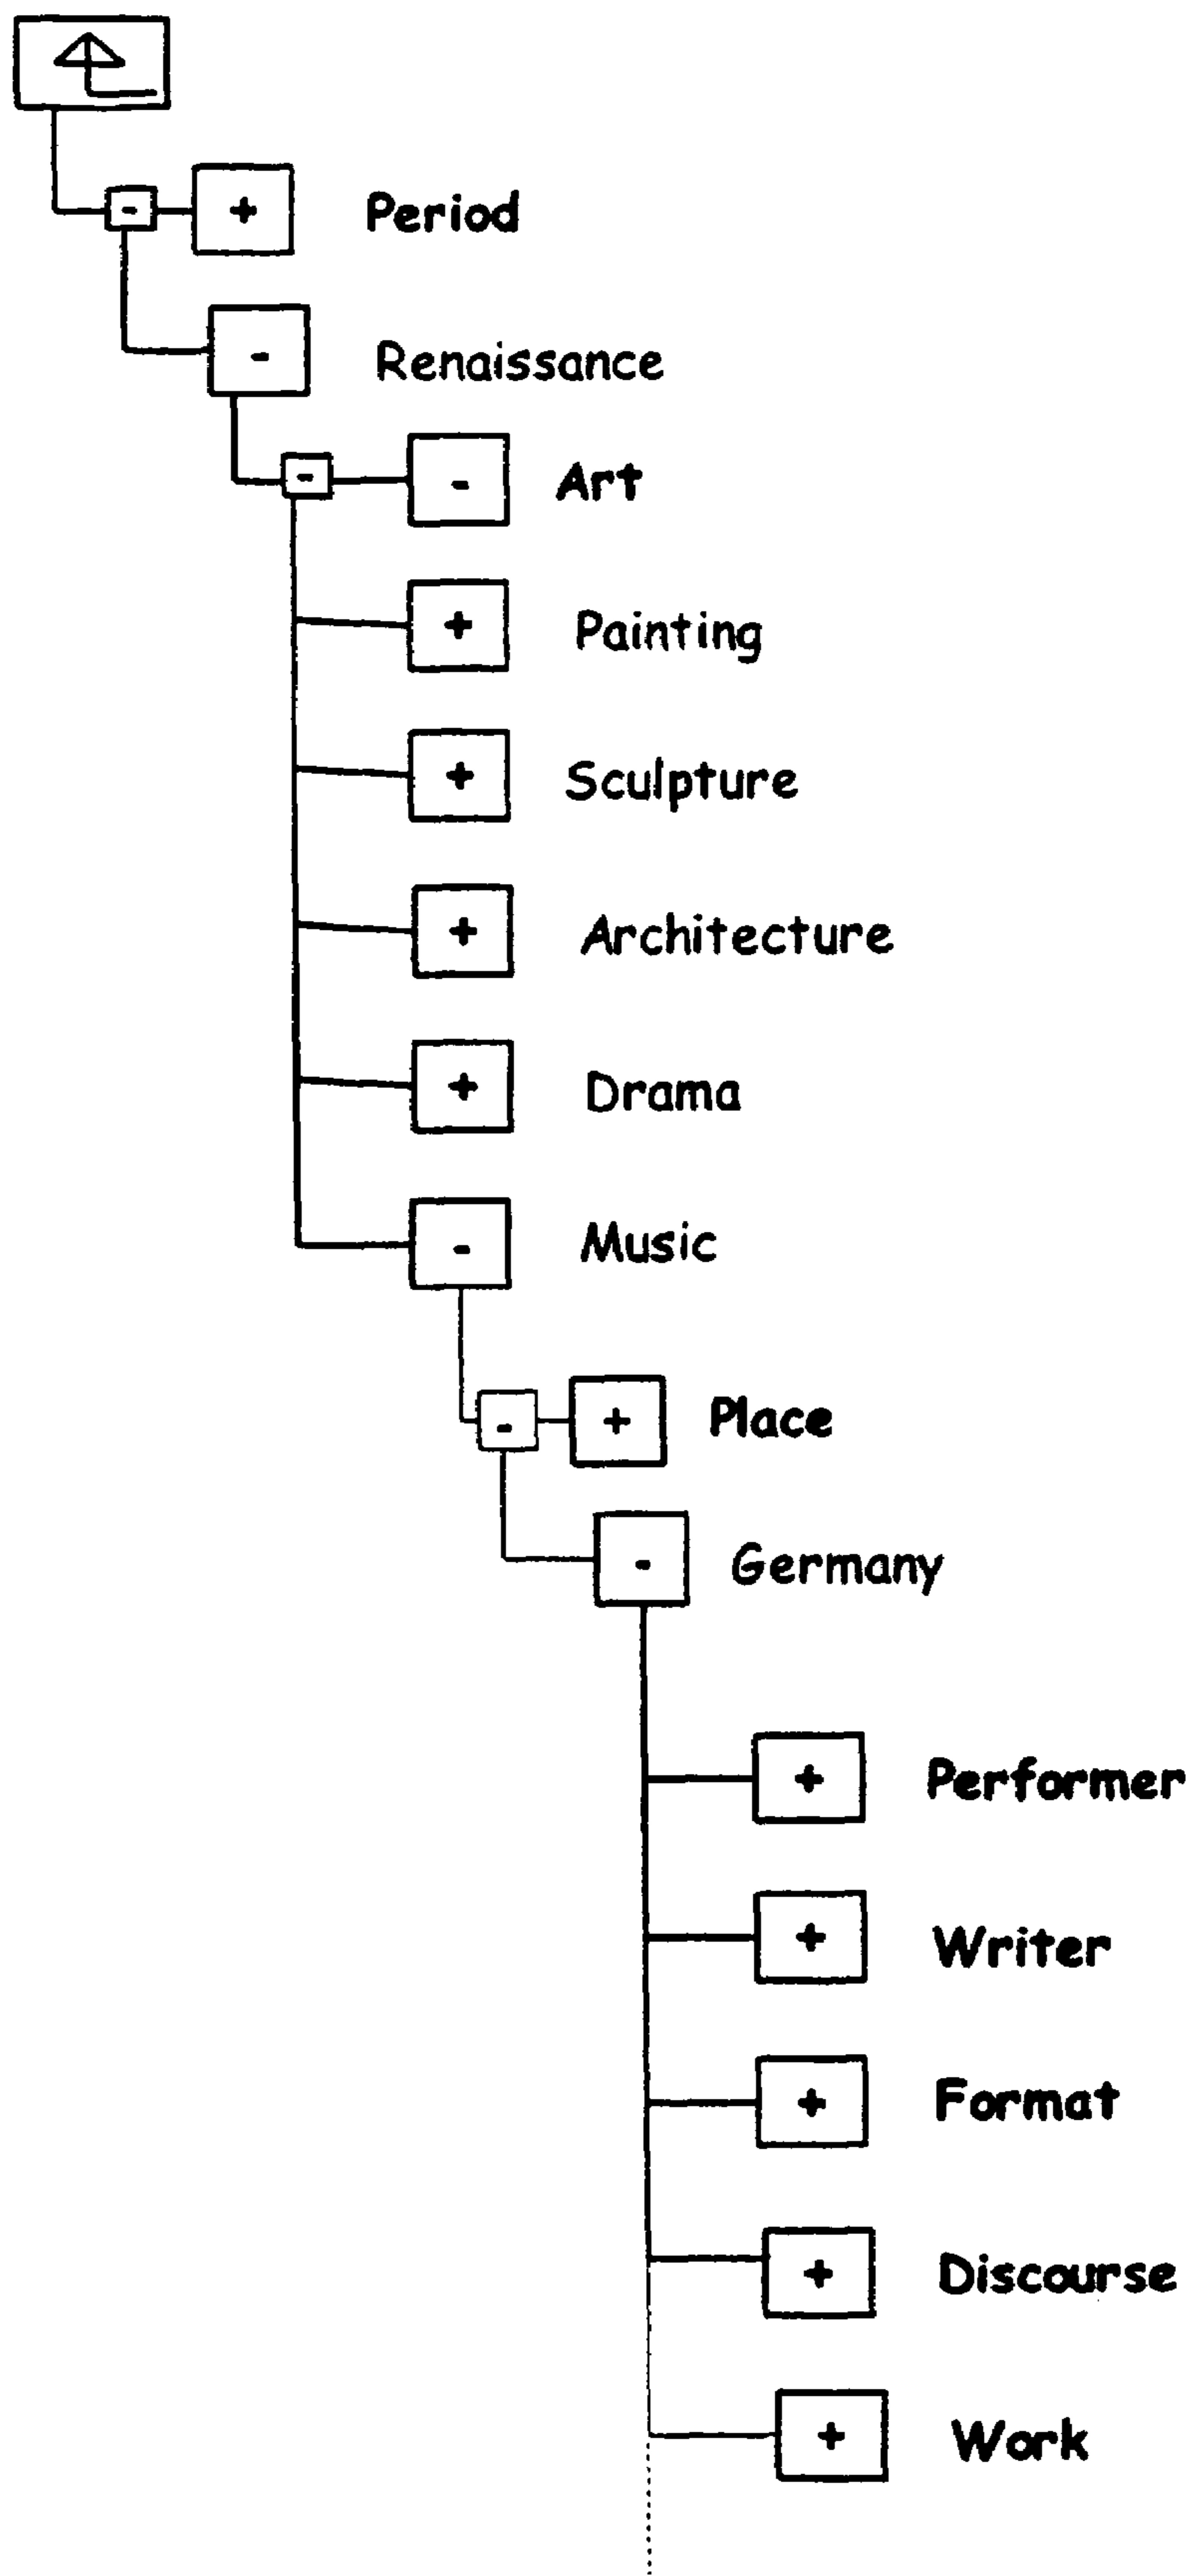 - + Period
- Renaissance
- - Art
+ Painting
+ Sculpture
+ Architecture
+ Drama
- Music
- + Place
- Germany
+ Performer
+ Writer
+ Format
+ Discourse
+ Work